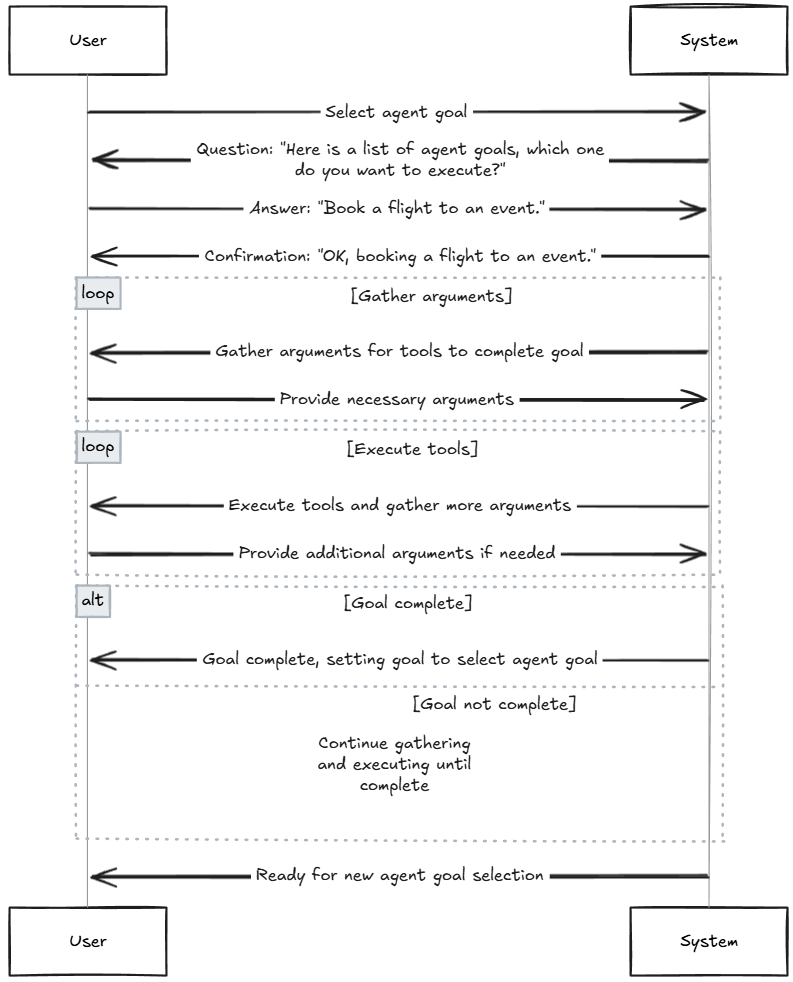 User
System
Select agent goal
Question: "Here is a list of agent goals, which one
do you want to execute?"
Answer: "Book a flight to an event."
Confirmation: "OK, booking a flight to an event."
loop
[Gather arguments]
Gather arguments for tools to complete goal
Provide necessary arguments
loop
[Execute tools]
Execute tools and gather more arguments
Provide additional arguments if needed
alt
[Goal complete]
Goal complete, setting goal to select agent goal
[Goal not complete]
Continue gathering
and executing until
complete
Ready for new agent goal selection
User
System